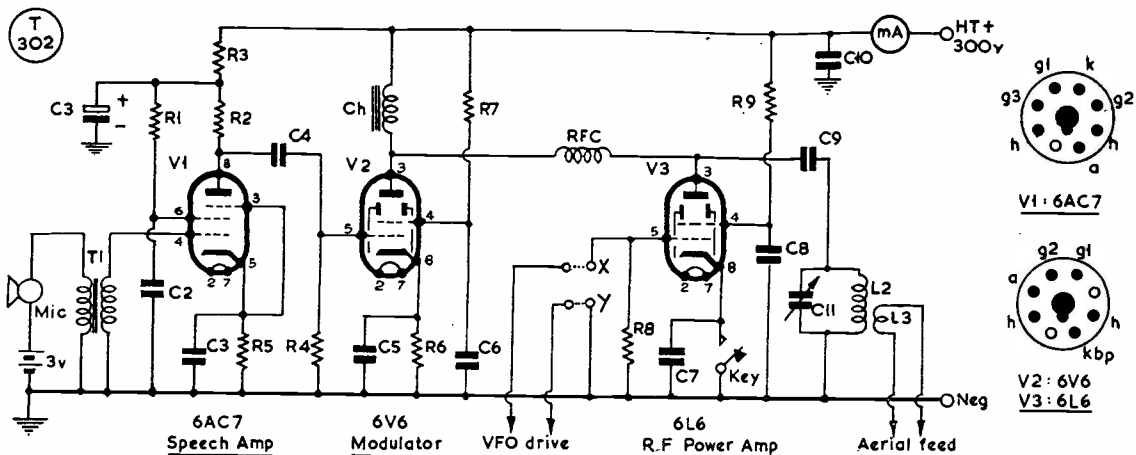 T
302
R3
C3
+
-
R1
R2
V1
8
C4
Ch
R7
V2
3
RFC
V3
3
R9
C10
mA
HT+
300v
C9
6
3
4
5
2
7
T1
Mic
3v
C2
C3
R5
R4
5
4
6
2
7
C5
R6
C6
X
Y
R8
5
4
8
2
7
C7
Key
C8
C11
L2
L3
Neg
6AC7
Speech Amp
6V6
Modulator
VFO drive
6L6
R.F Power Amp
Aerial feed
g1
k
g3
g2
h
h
a
V1: 6AC7
g2
g1
a
h
h
kbp
V2: 6V6
V3: 6L6